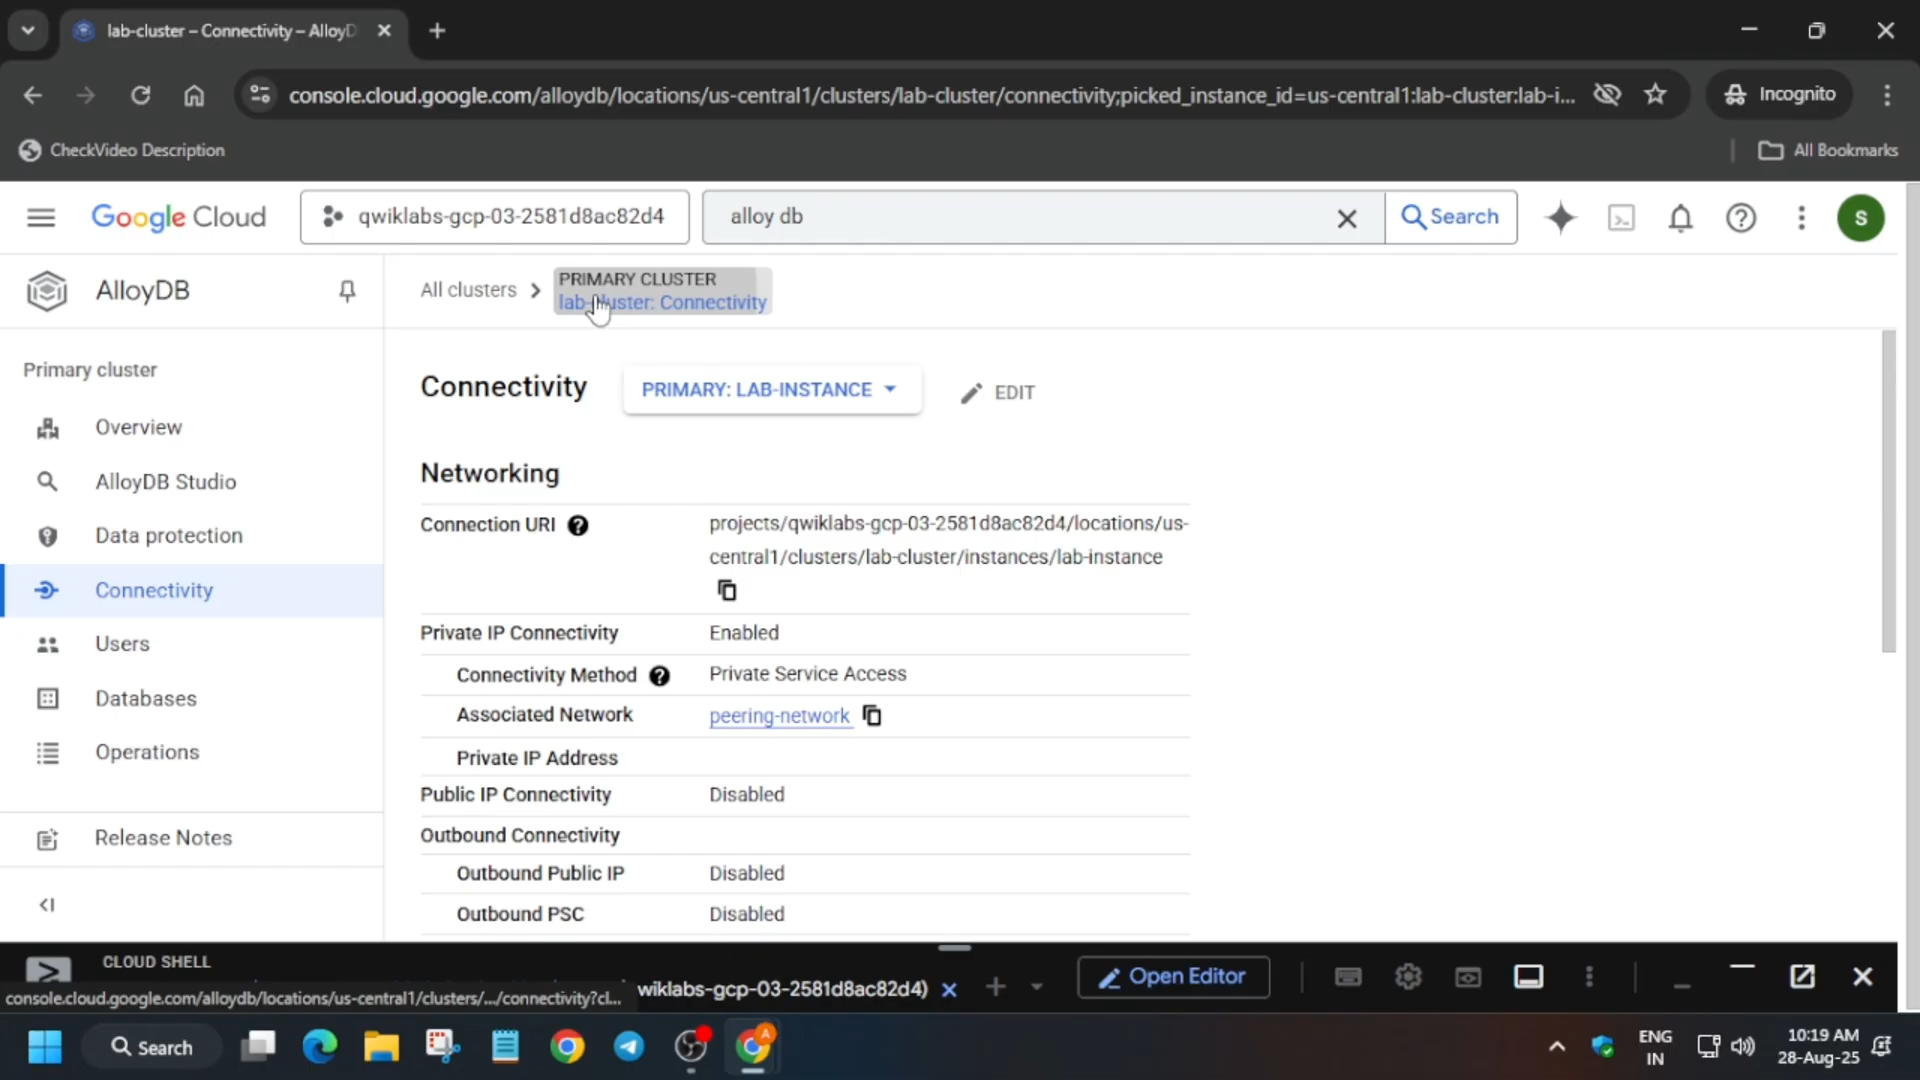 lab-cluster – Connectivity – AlloyD
console.cloud.google.com/alloydb/locations/us-central1/clusters/lab-cluster/connectivity;picked_instance_id=us-central1:lab-cluster:lab-i...
Incognito
CheckVideo Description
All Bookmarks
Google Cloud
qwiklabs-gcp-03-2581d8ac82d4
alloy db
Search
S
AlloyDB
All clusters
PRIMARY CLUSTER
lab-cluster: Connectivity
Primary cluster
Overview
AlloyDB Studio
Data protection
Connectivity
Users
Databases
Operations
Release Notes
Connectivity
PRIMARY: LAB-INSTANCE
EDIT
Networking
Connection URI
projects/qwiklabs-gcp-03-2581d8ac82d4/locations/us-
central1/clusters/lab-cluster/instances/lab-instance
Private IP Connectivity Enabled
Connectivity Method Private Service Access
Associated Network peering-network
Private IP Address
Public IP Connectivity Disabled
Outbound Connectivity
Outbound Public IP Disabled
Outbound PSC Disabled
CLOUD SHELL
wiklabs-gcp-03-2581d8ac82d4)
Open Editor
console.cloud.google.com/alloydb/locations/us-central1/clusters/.../connectivity?cl...
Search
ENG
IN
10:19 AM
28-Aug-25